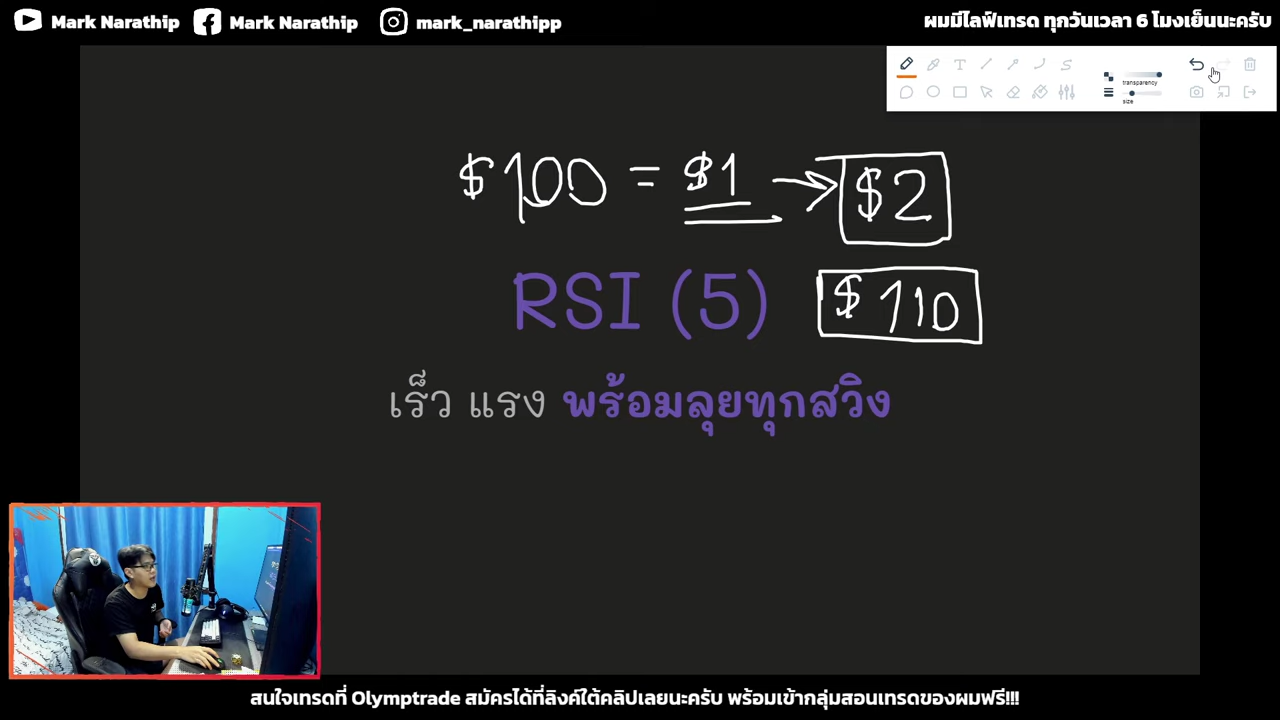 Mark Narathip Mark Narathip mark_narathipp ผมมีไลฟ์เทรด ทุกวันเวลา 6 โมงเย็นนะครับ
transparency
size
$100 = $1 → $2
RSI (5) $110
เร็ว แรง พร้อมลุยทุกสวิง
สนใจเทรดที่ Olymptrade สมัครได้ที่ลิงค์ใต้คลิปเลยนะครับ พร้อมเข้ากลุ่มสอนเทรดของผมฟรี!!!